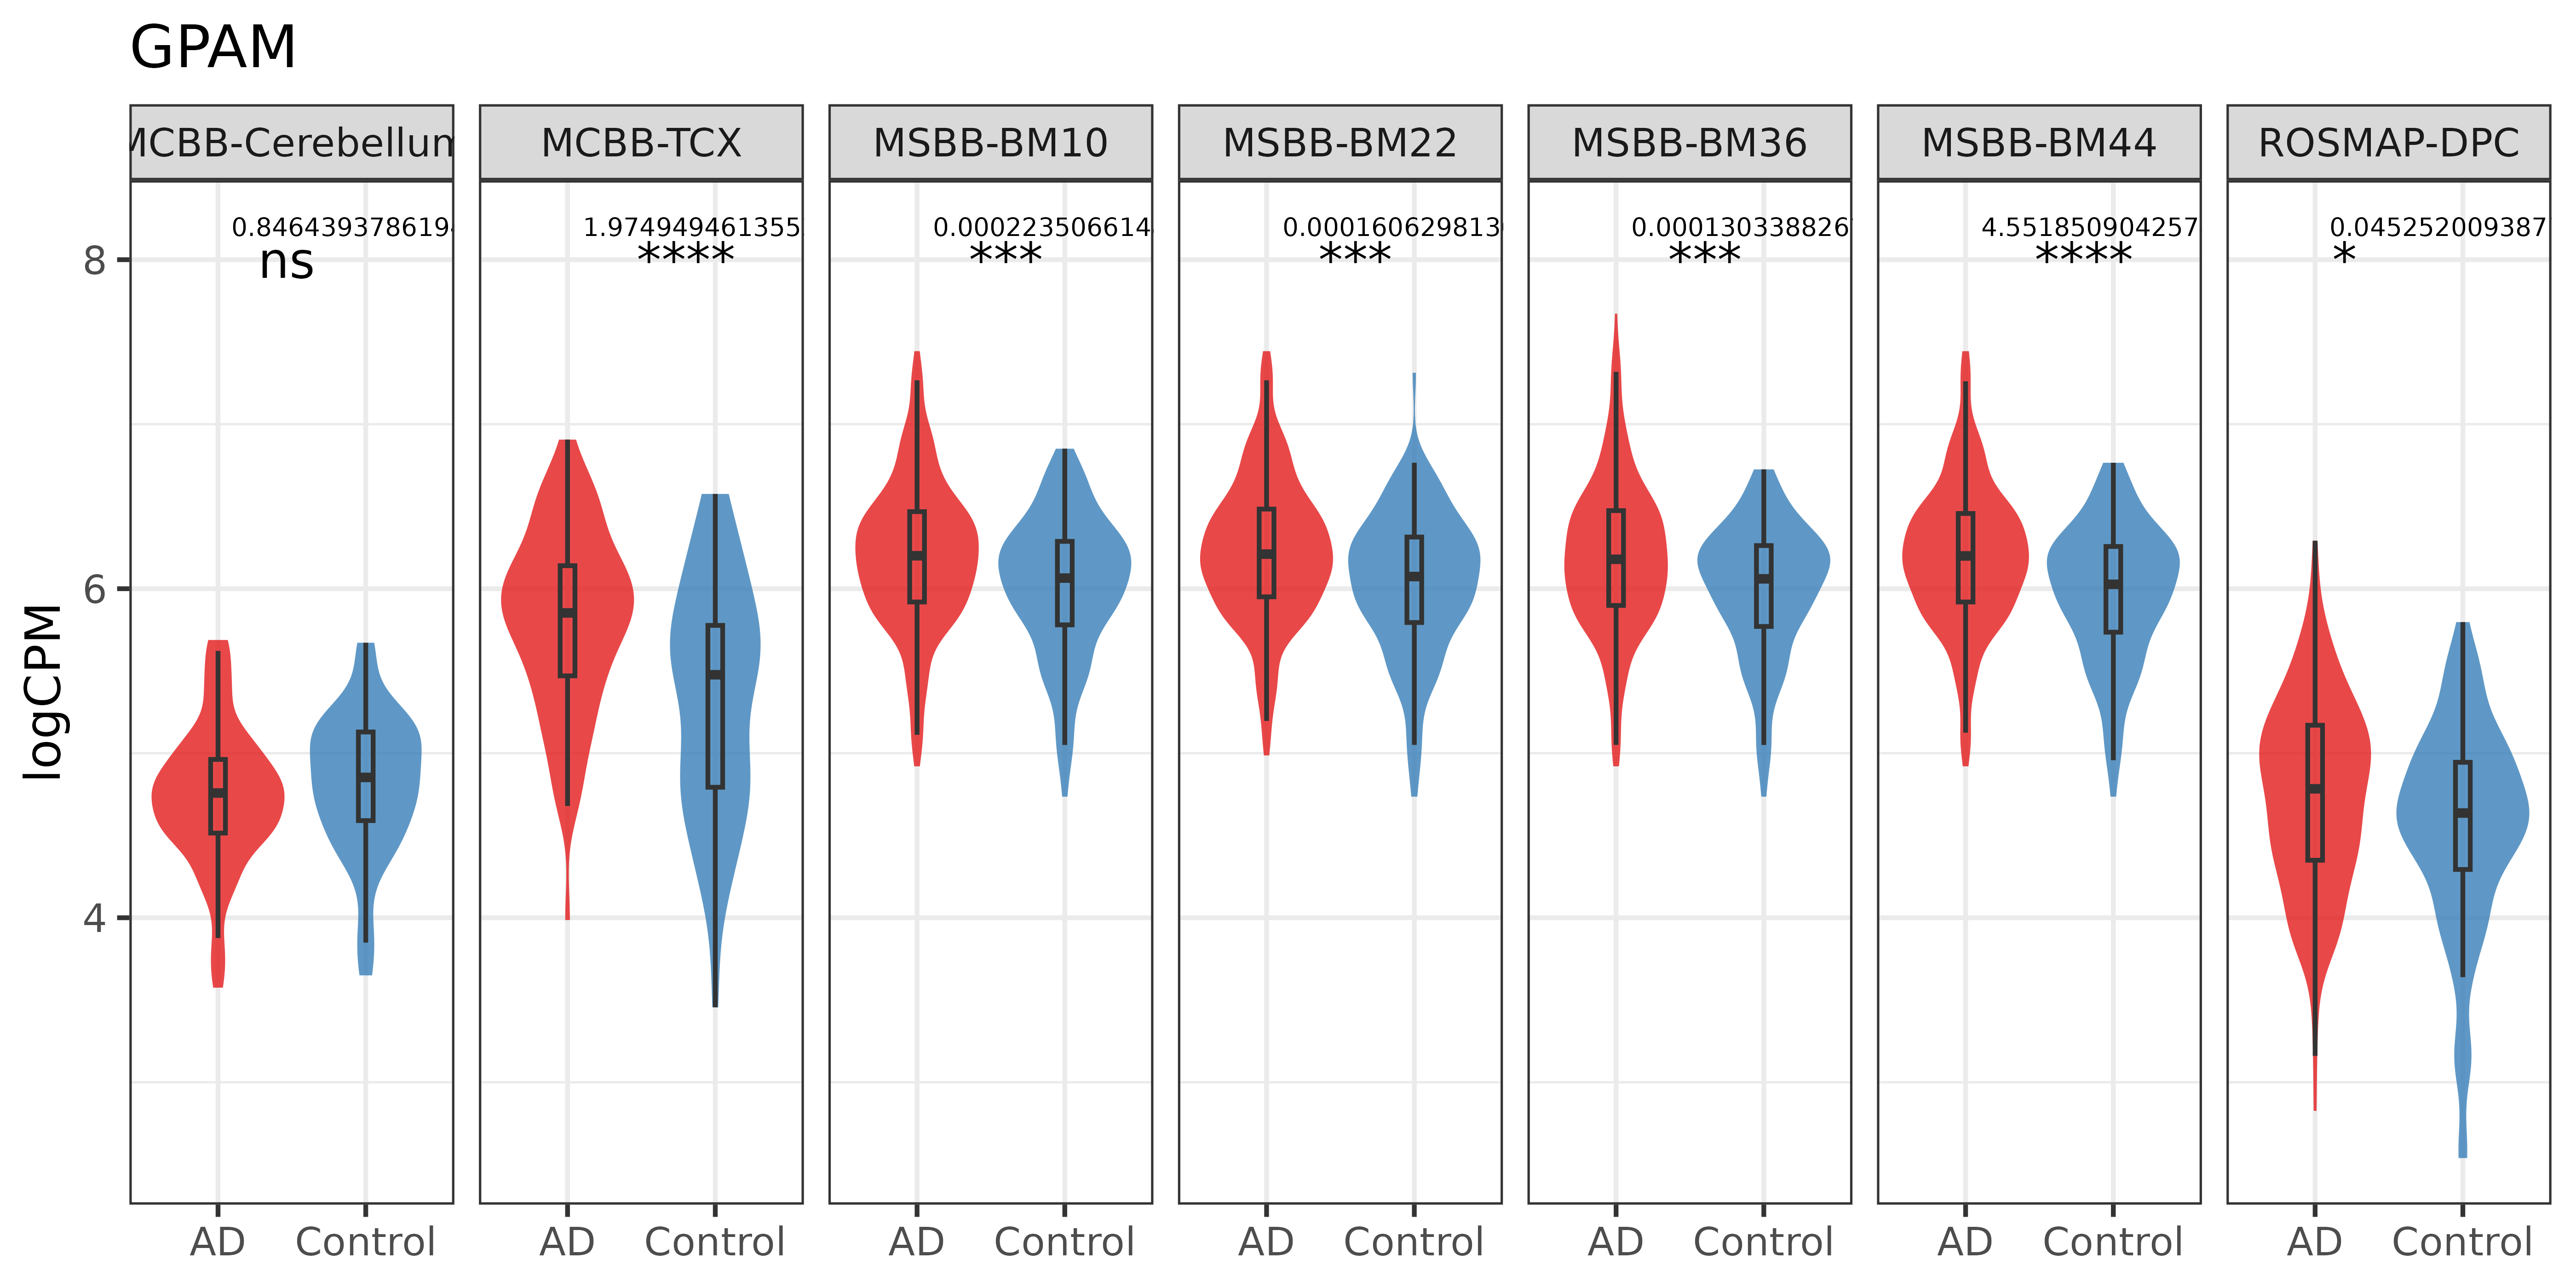 GPAM
MCBB-Cerebellum MCBB-TCX MSBB-BM10 MSBB-BM22 MSBB-BM36 MSBB-BM44 ROSMAP-DPC
0.846439378619 1.974949461355 0.000223506614 0.000160629813 0.000130338826 4.551850904257 0.045252009387
ns **** *** *** *** **** *
8
6
4
logCPM
AD Control AD Control AD Control AD Control AD Control AD Control AD Control